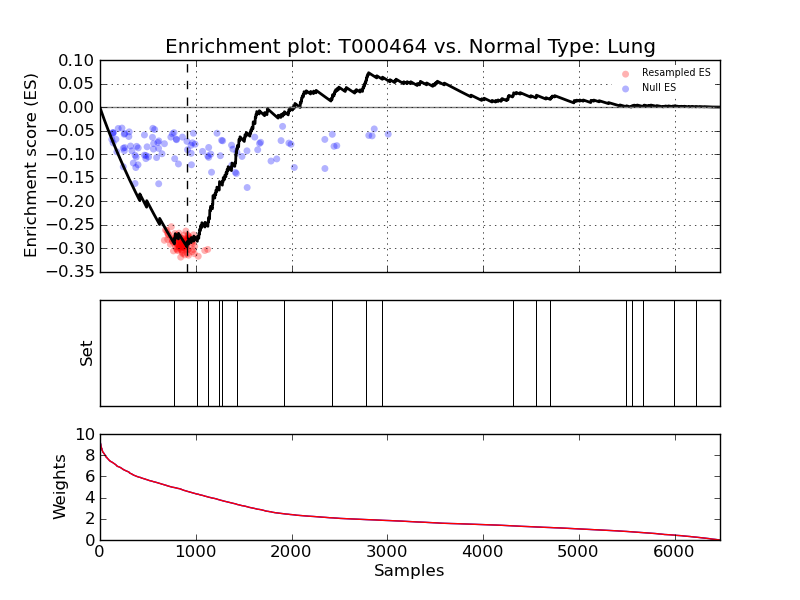 Enrichment plot: T000464 vs. Normal Type: Lung
Enrichment score (ES)
0.10
0.05
0.00
−0.05
−0.10
−0.15
−0.20
−0.25
−0.30
−0.35
Resampled ES
Null ES
Set
Weights
10
8
6
4
2
0
0 1000 2000 3000 4000 5000 6000
Samples